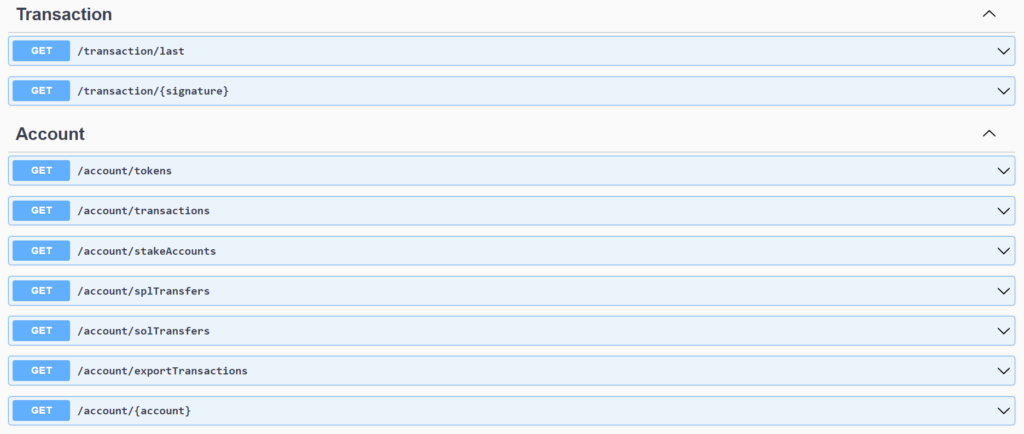 Transaction
GET /transaction/last
GET /transaction/{signature}
Account
GET /account/tokens
GET /account/transactions
GET /account/stakeAccounts
GET /account/splTransfers
GET /account/solTransfers
GET /account/exportTransactions
GET /account/{account}